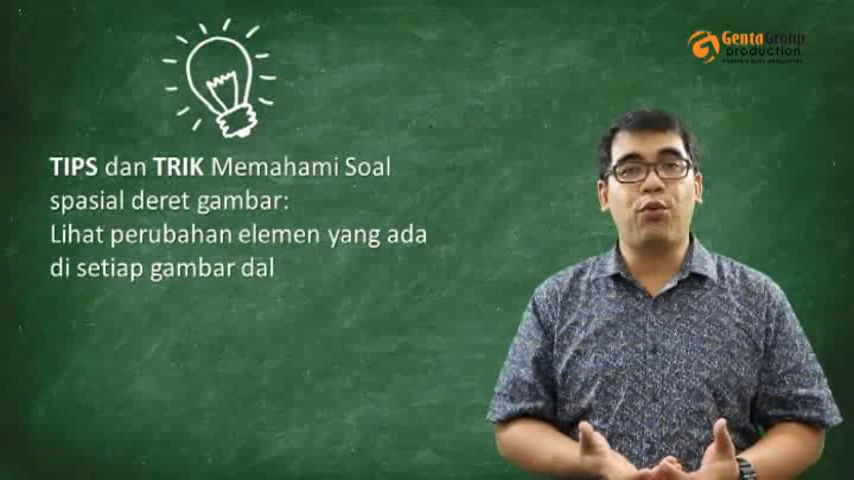 GentaGroup
production
TIPS dan TRIK Memahami Soal
spasial deret gambar:
Lihat perubahan elemen yang ada
di setiap gambar dal